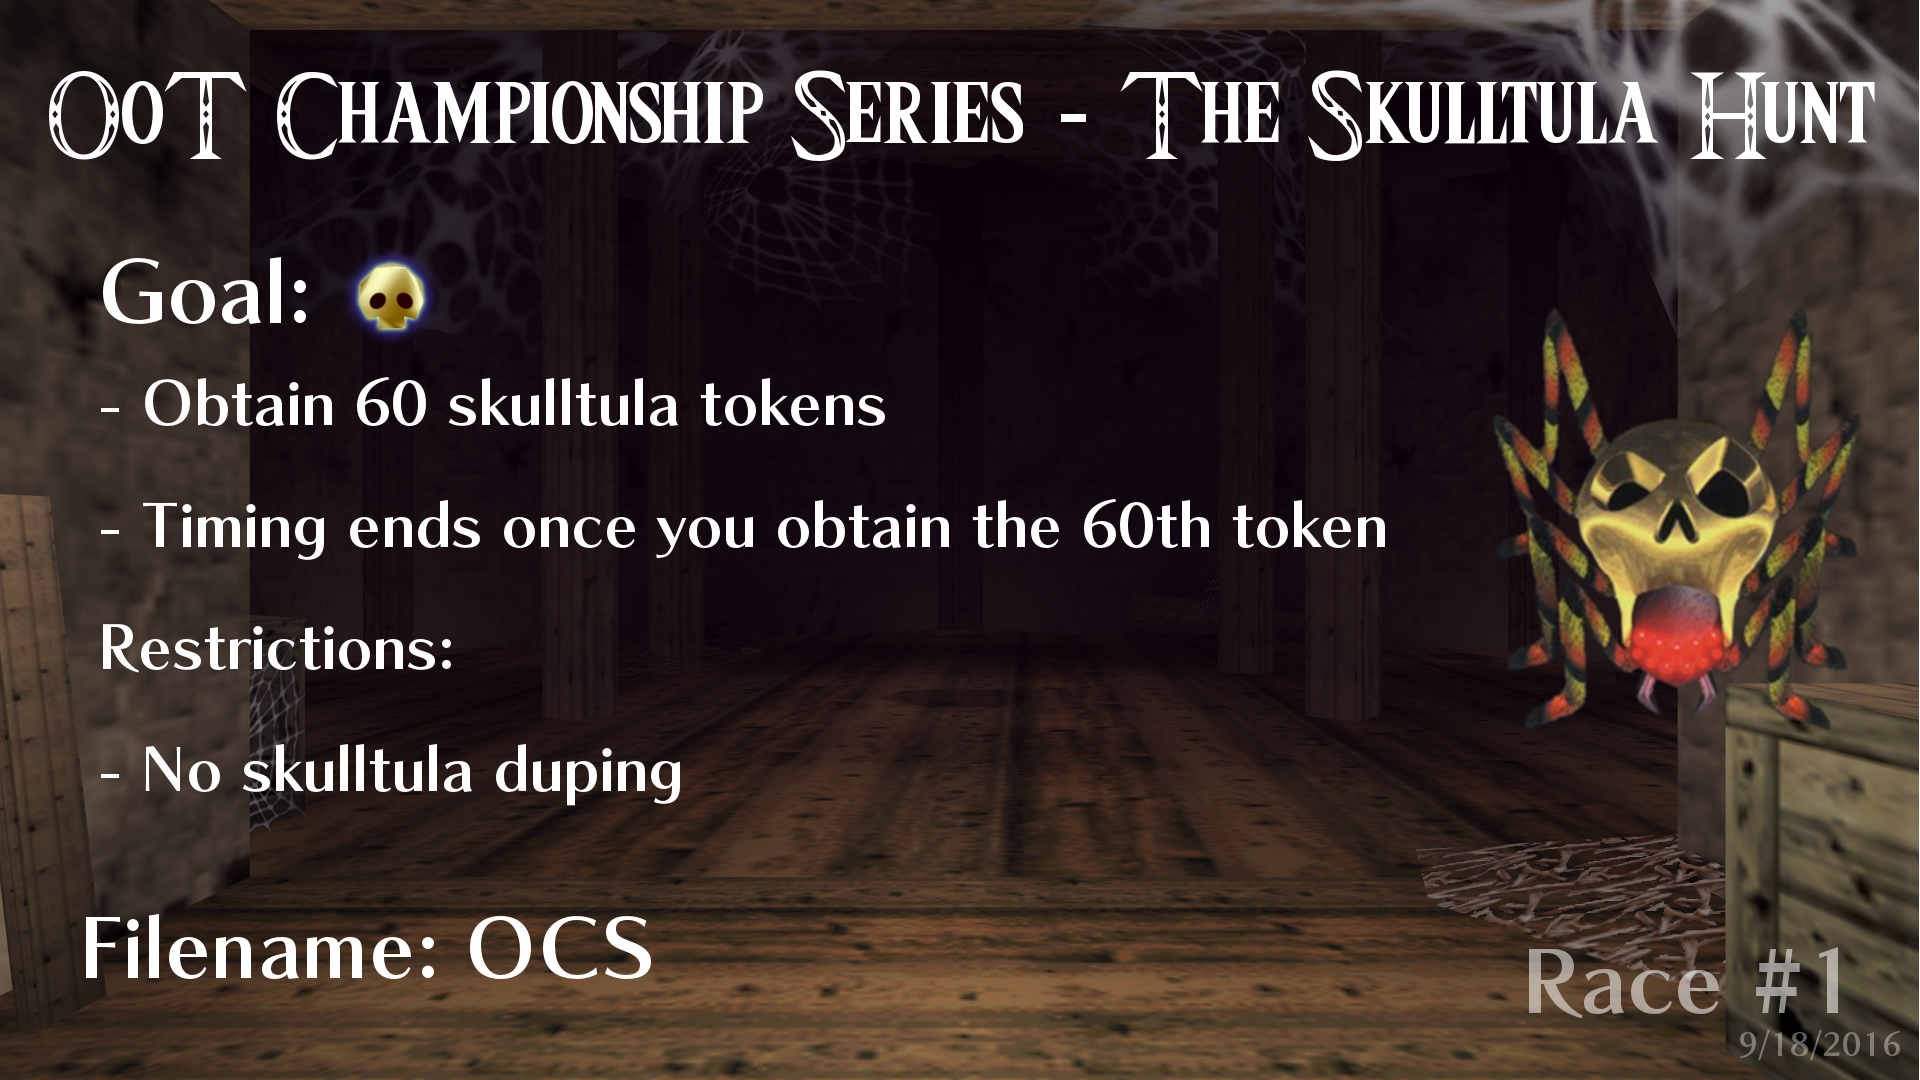 OoT Championship Series - The Skulltula Hunt
Goal:
- Obtain 60 skulltula tokens
- Timing ends once you obtain the 60th token
Restrictions:
- No skulltula duping
Filename: OCS
Race #1
9/18/2016